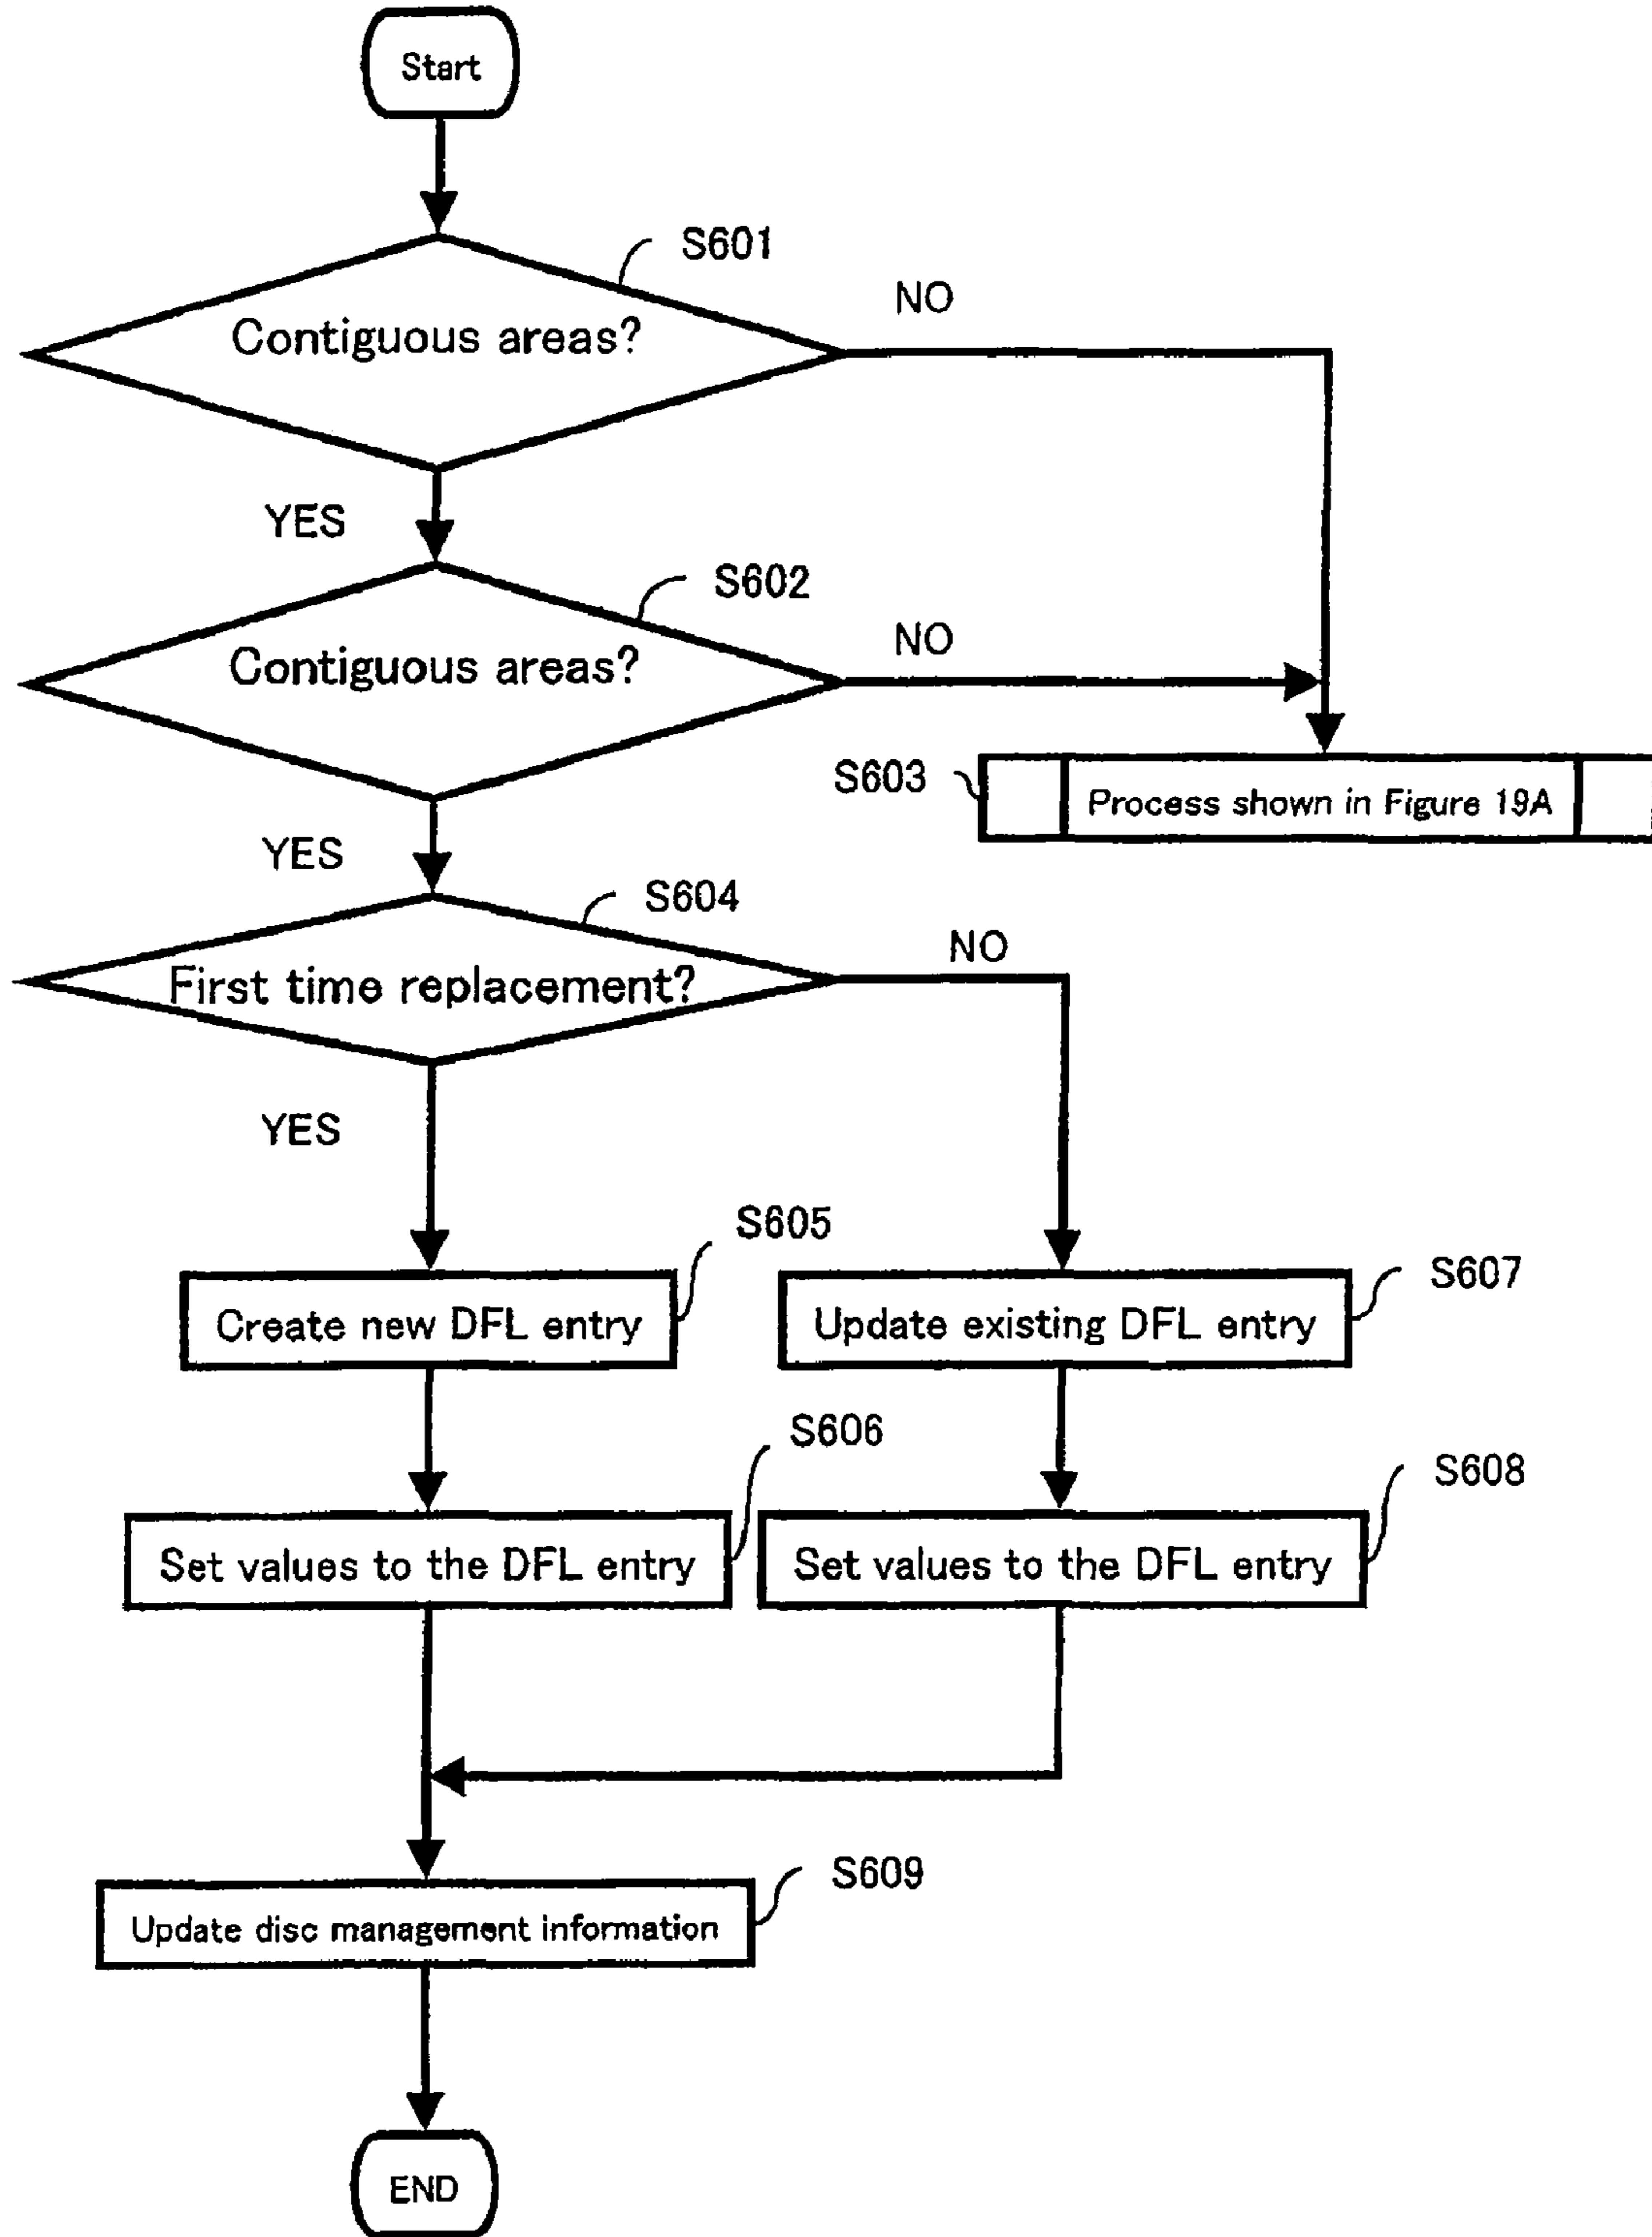 Start
S601
NO
Contiguous areas?
YES
S602
NO
Contiguous areas?
S603
Process shown in Figure 19A
YES
S604
NO
First time replacement?
YES
S605
S607
Create new DFL entry
Update existing DFL entry
S606
S608
Set values to the DFL entry
Set values to the DFL entry
S609
Update disc management information
END